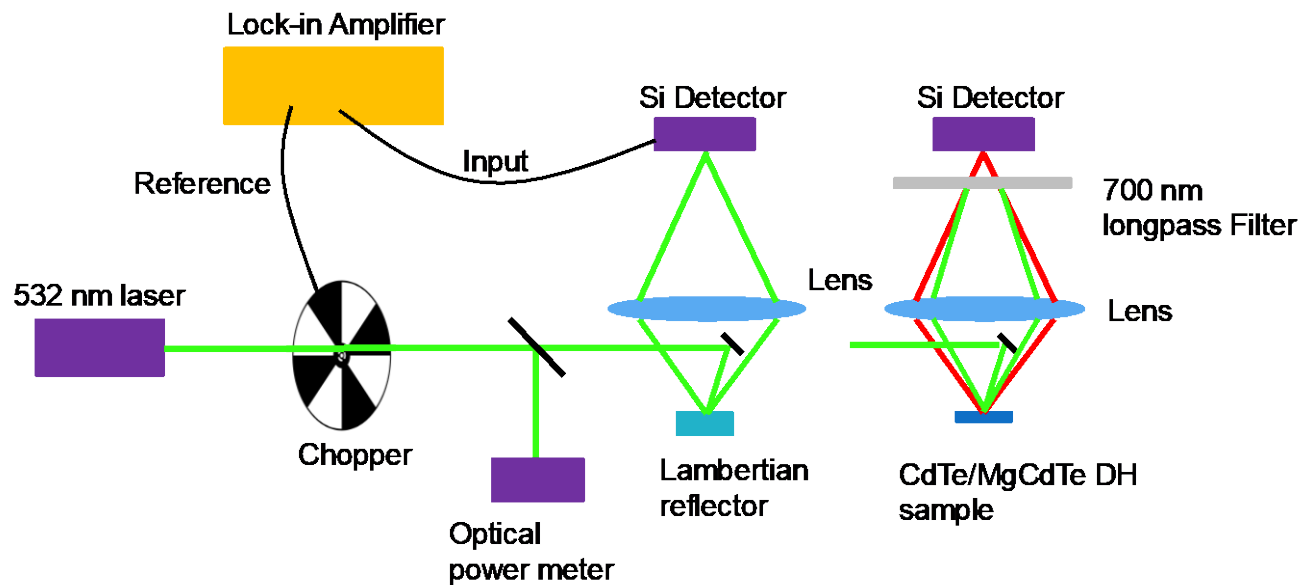 Lock-in Amplifier
Si Detector
Si Detector
Input
Reference
700 nm
longpass Filter
532 nm laser
Lens
Lens
Chopper
Lambertian
reflector
CdTe/MgCdTe DH
sample
Optical
power meter